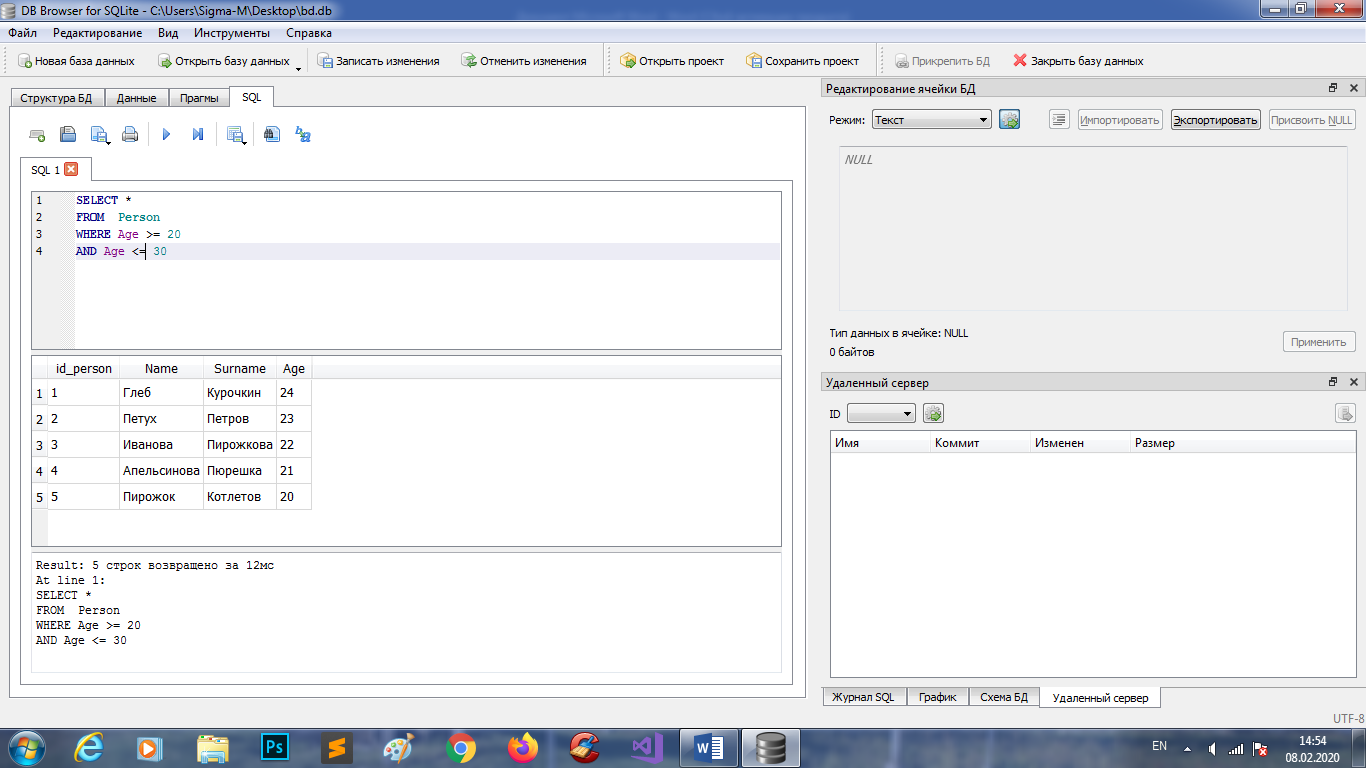 DB Browser for SQLite - C:\Users\Sigma-M\Desktop\bd.db
Файл Редактирование Вид Инструменты Справка
Новая база данных Открыть базу данных Записать изменения Отменить изменения Открыть проект Сохранить проект Прикрепить БД Закрыть базу данных
Структура БД Данные Прагмы SQL
SQL 1
1 SELECT *
2 FROM Person
3 WHERE Age >= 20
4 AND Age <= 30
id_person Name Surname Age
1 1 Глеб Курочкин 24
2 2 Петух Петров 23
3 3 Иванова Пирожкова 22
4 4 Апельсинова Пюрешка 21
5 5 Пирожок Котлетов 20
Result: 5 строк возвращено за 12мс
At line 1:
SELECT *
FROM Person
WHERE Age >= 20
AND Age <= 30
Редактирование ячейки БД
Режим: Текст Импортировать Экспортировать Присвоить NULL
NULL
Тип данных в ячейке: NULL
0 байтов
Применить
Удаленный сервер
ID
Имя Коммит Изменен Размер
Журнал SQL График Схема БД Удаленный сервер
UTF-8
Ps
W
EN
14:54
08.02.2020